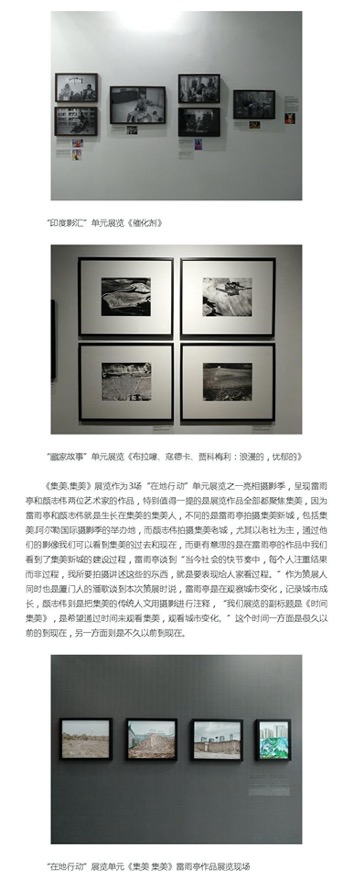 “印度影汇”单元展览《催化剂》
“幽家故事”单元展览《布拉塞、寇德卡、贾科梅利：浪漫的，忧郁的》
《集美.集美》展览作为3场“在地行动”单元展览之一亮相摄影季，呈现雷雨
亭和颜志伟两位艺术家的作品，特别值得一提的是展览作品全部都聚焦集美，因为
雷雨亭和颜志伟就是生长在集美的集美人，不同的是雷雨亭拍摄集美新城，包括集
美.阿尔勒国际摄影季的举办地，而颜志伟拍摄集美老城，尤其以老社为主，通过他
们的影像我们可以看到集美的过去和现在，而更有意思的是在雷雨亭的作品中我们
看到了集美新城的建设过程，雷雨亭谈到“当今社会的快节奏中，每个人注重结果
而非过程，我所要拍摄讲述这些的东西，就是要表现给人家看过程。”作为策展人
同时也是厦门人的潘歌谈到本次策展时说，雷雨亭是在观察城市变化，记录城市成
长，颜志伟则是把集美的传统人文用摄影进行注释，“我们展览的副标题是《时间
集美》，是希望通过时间来观看集美，观看城市变化。”这个时间一方面是很久以
前的到现在，另一方面则是不久以前到现在。
“在地行动”展览单元《集美 集美》雷雨亭作品展览现场